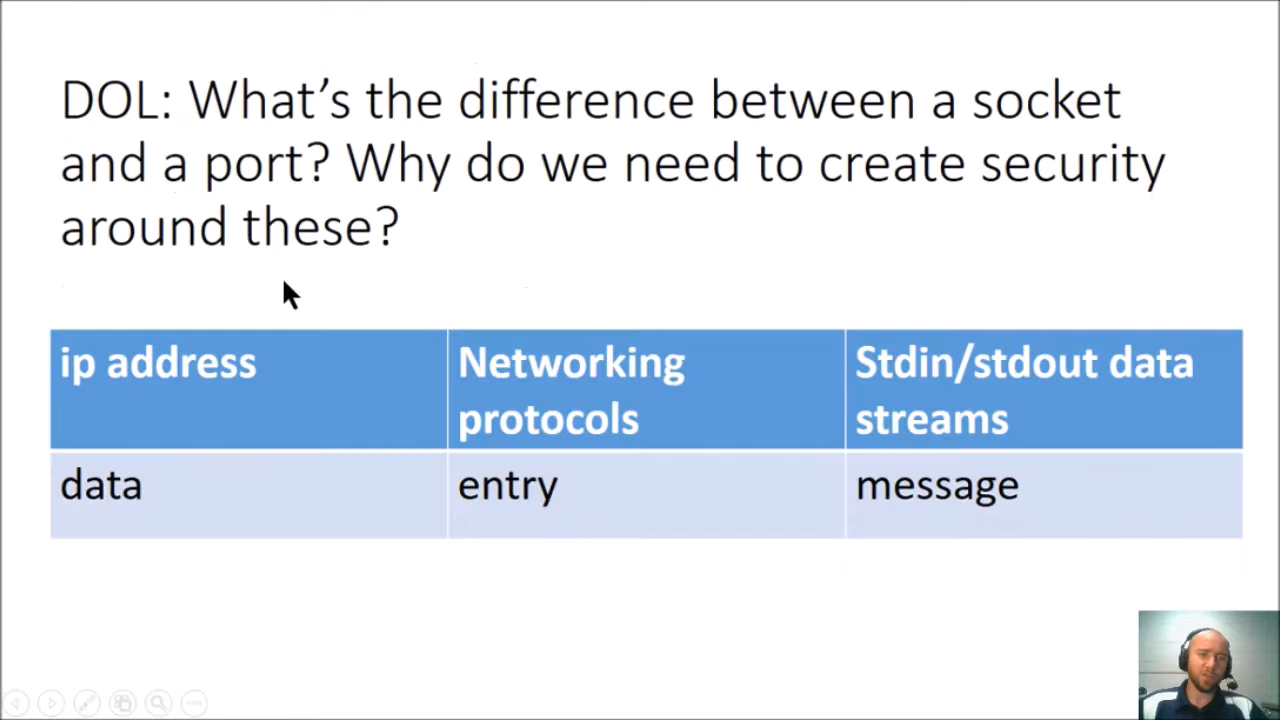 DOL: What’s the difference between a socket
and a port? Why do we need to create security
around these?
ip address
Networking
protocols
Stdin/stdout data
streams
data
entry
message